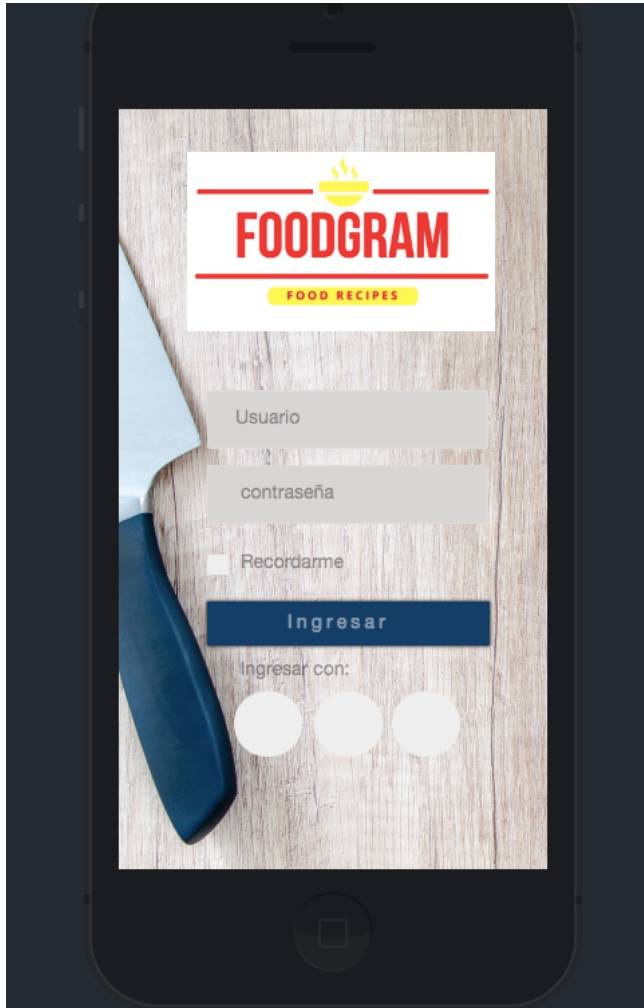 FOODGRAM
FOOD RECIPES
Usuario
contraseña
Recordarme
Ingresar
Ingresar con: